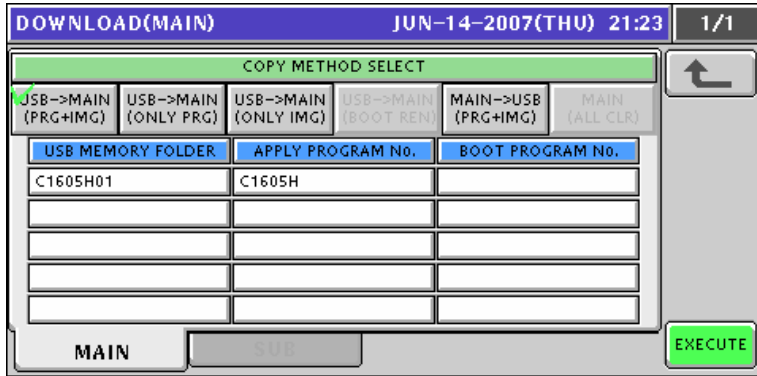 DOWNLOAD(MAIN) JUN-14-2007(THU) 21:23 1/1
COPY METHOD SELECT
USB->MAIN USB->MAIN USB->MAIN USB->MAIN MAIN->USB MAIN
(PRG+IMG) (ONLY PRG) (ONLY IMG) (BOOT REN) (PRG+IMG) (ALL CLR)
USB MEMORY FOLDER APPLY PROGRAM No. BOOT PROGRAM No.
C1605H01 C1605H
MAIN SUB EXECUTE